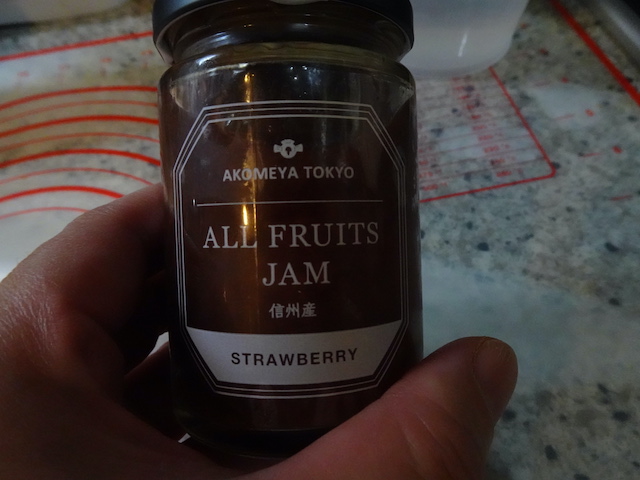 AKOMEYA TOKYO
ALL FRUITS
JAM
信州産
STRAWBERRY